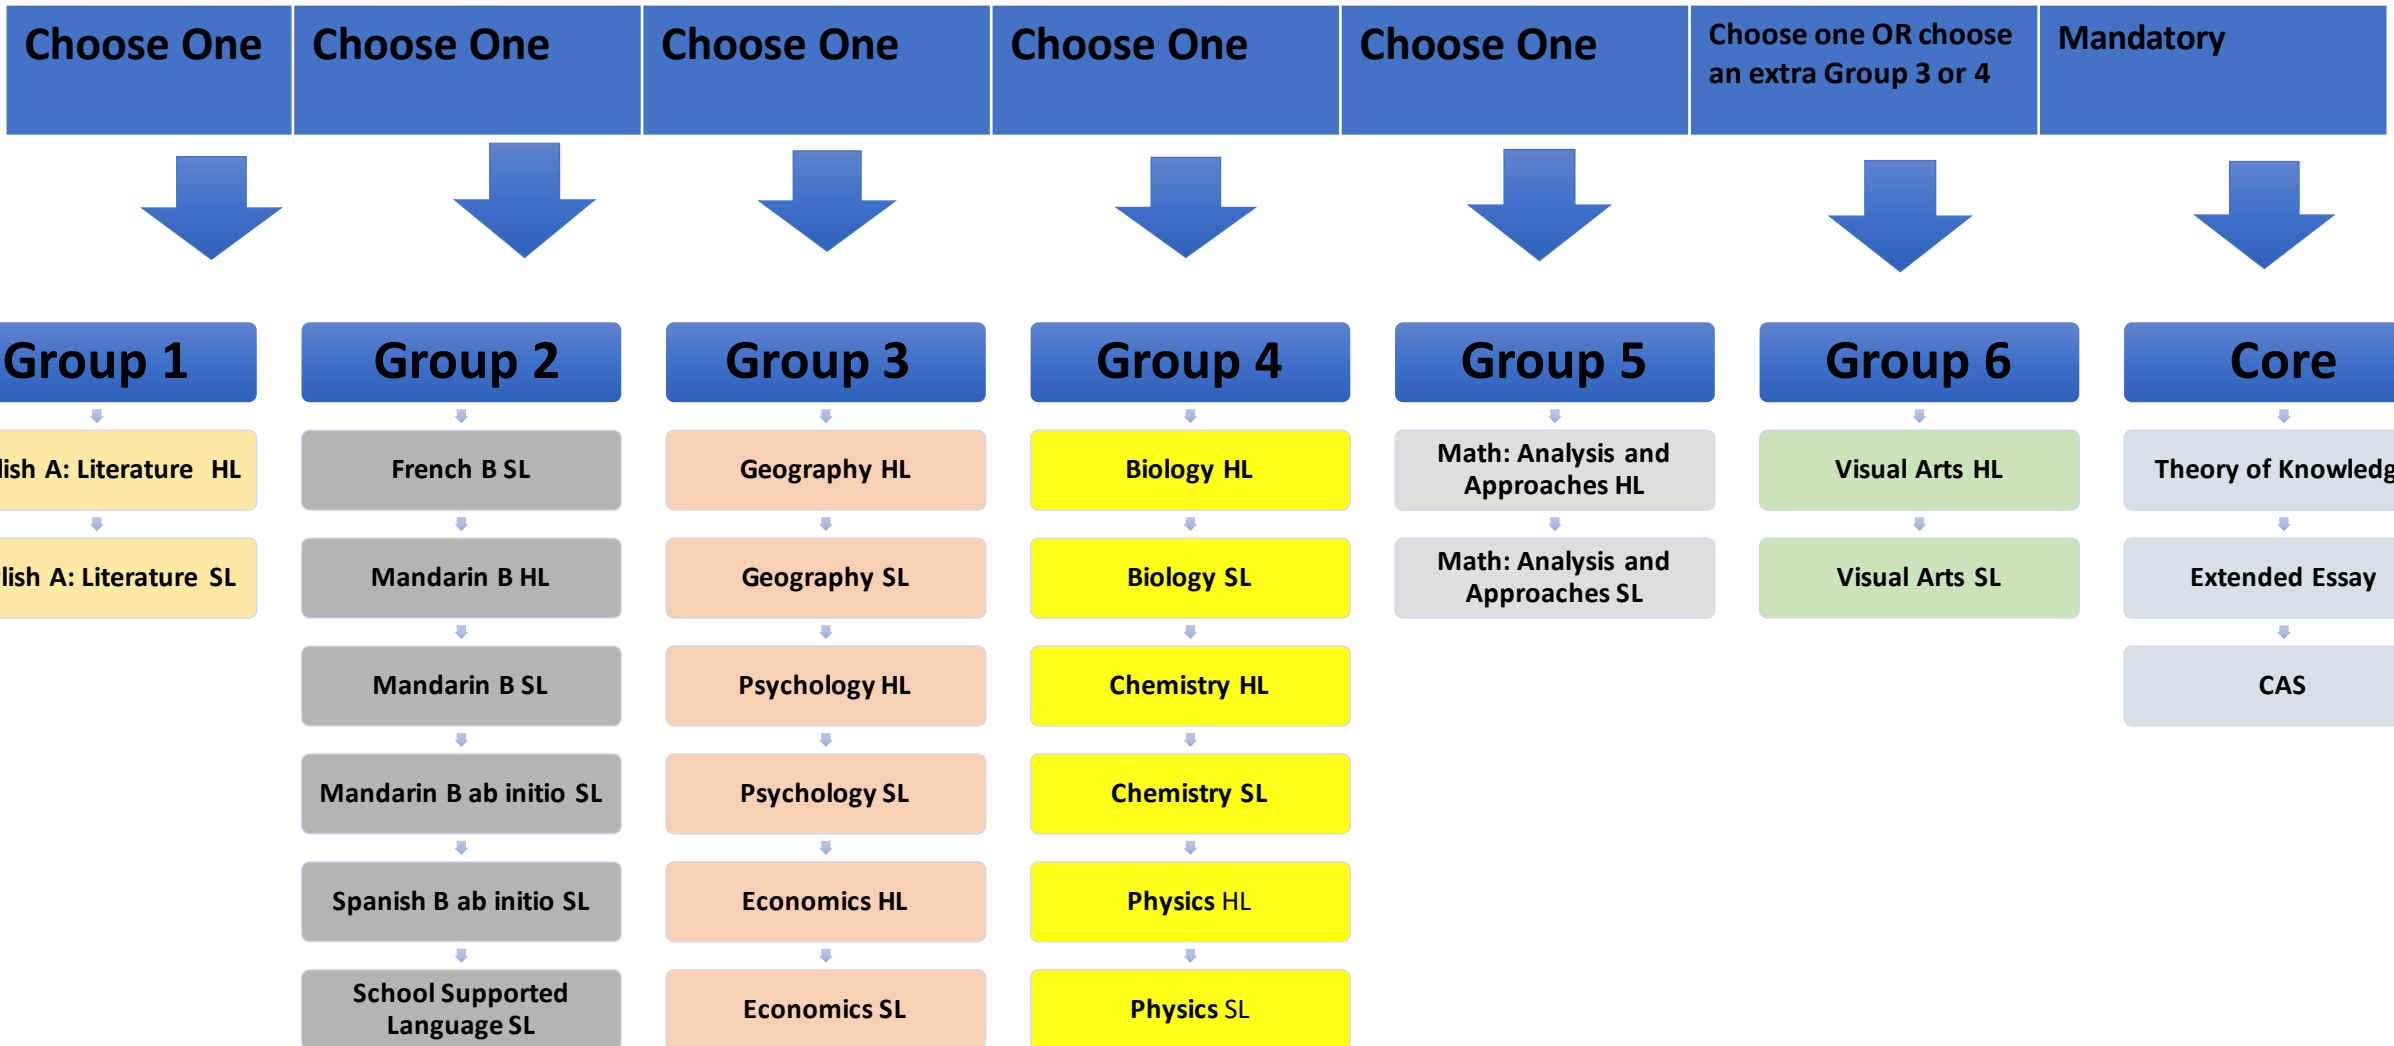 Choose One
Choose One
Choose One
Choose One
Choose One
Choose one OR choose
an extra Group 3 or 4
Mandatory
Group 1
lish A: Literature HL
lish A: Literature SL
Group 2
French B SL
Mandarin B HL
Mandarin B SL
Mandarin B ab initio SL
Spanish B ab initio SL
School Supported
Language SL
Group 3
Geography HL
Geography SL
Psychology HL
Psychology SL
Economics HL
Economics SL
Group 4
Biology HL
Biology SL
Chemistry HL
Chemistry SL
Physics HL
Physics SL
Group 5
Math: Analysis and
Approaches HL
Math: Analysis and
Approaches SL
Group 6
Visual Arts HL
Visual Arts SL
Core
Theory of Knowledg
Extended Essay
CAS